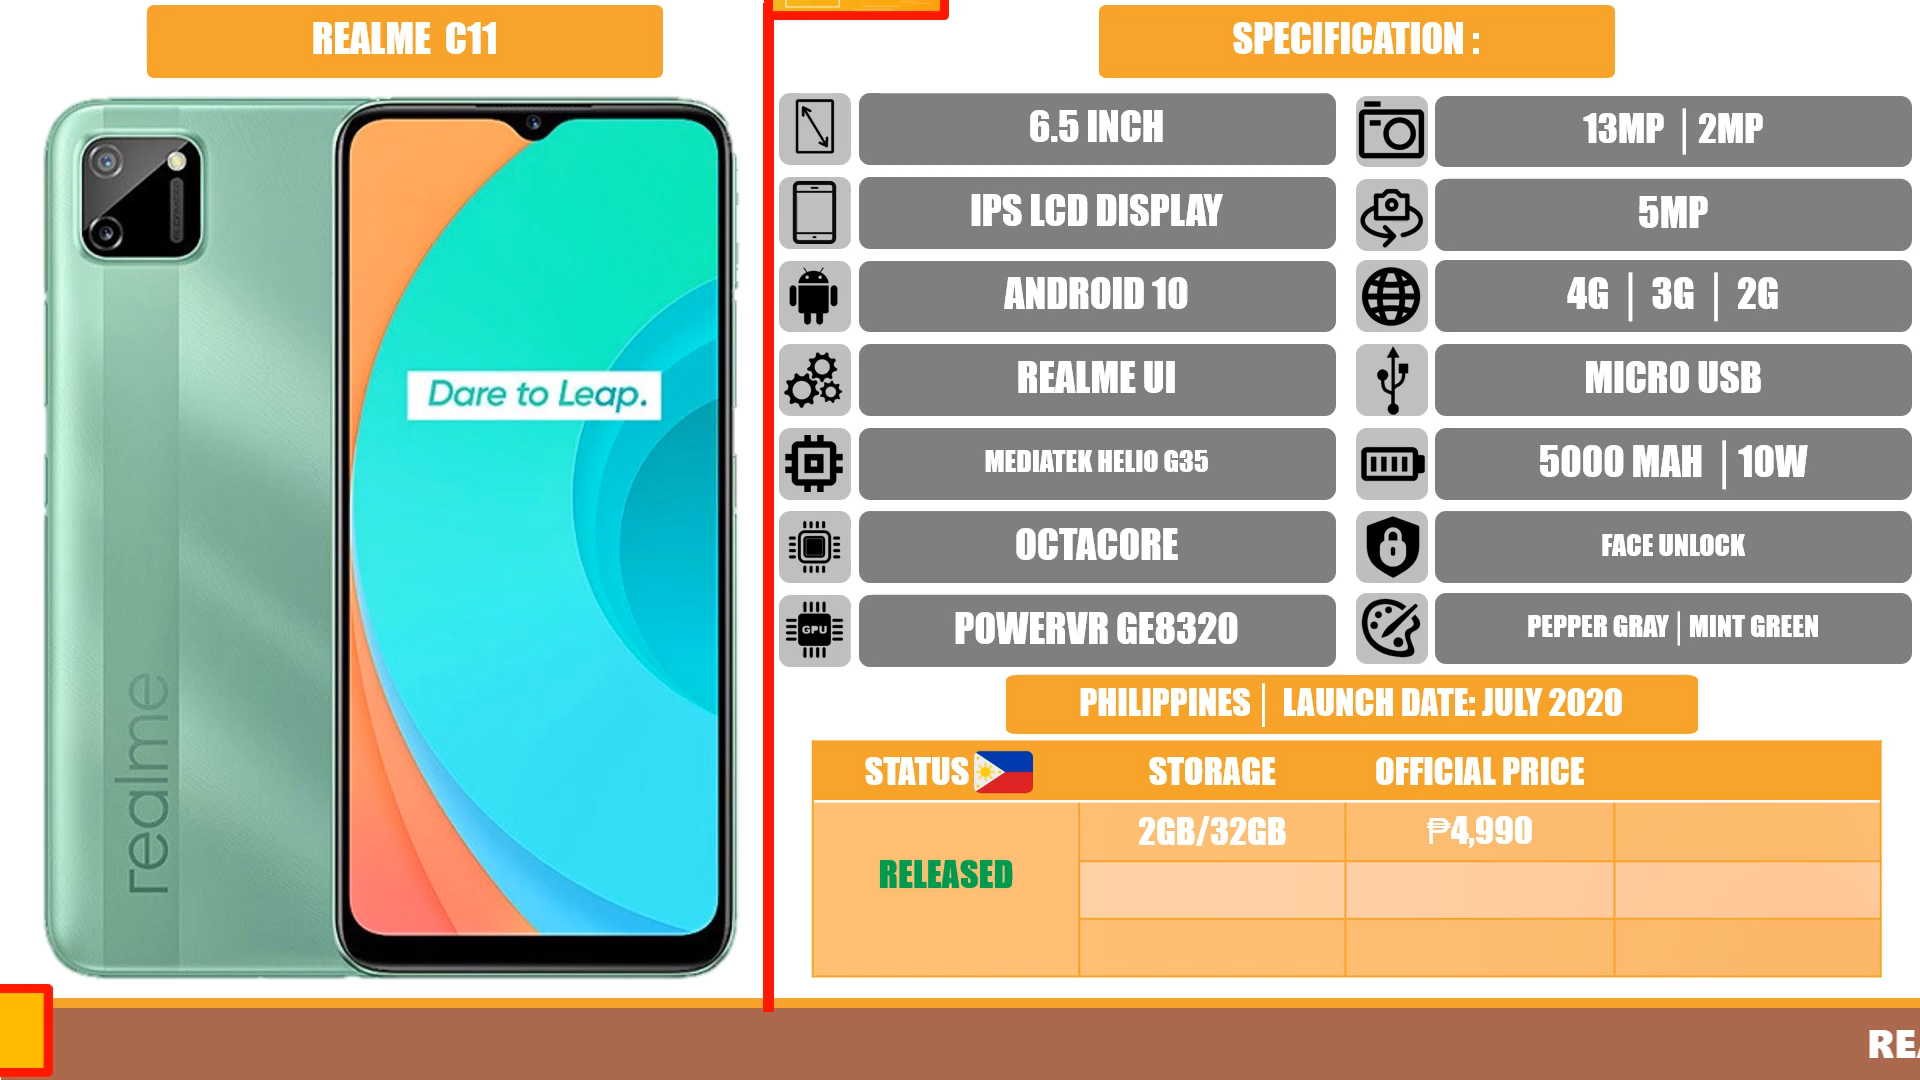 REALME C11
SPECIFICATION :
6.5 INCH
13MP | 2MP
IPS LCD DISPLAY
5MP
ANDROID 10
4G | 3G | 2G
REALME UI
MICRO USB
MEDIATEK HELIO G35
5000 MAH | 10W
OCTACORE
FACE UNLOCK
GPU
POWERVR GE8320
PEPPER GRAY | MINT GREEN
Dare to Leap.
realme
PHILIPPINES | LAUNCH DATE: JULY 2020
STATUS STORAGE OFFICIAL PRICE
2GB/32GB ₱4,990
RELEASED